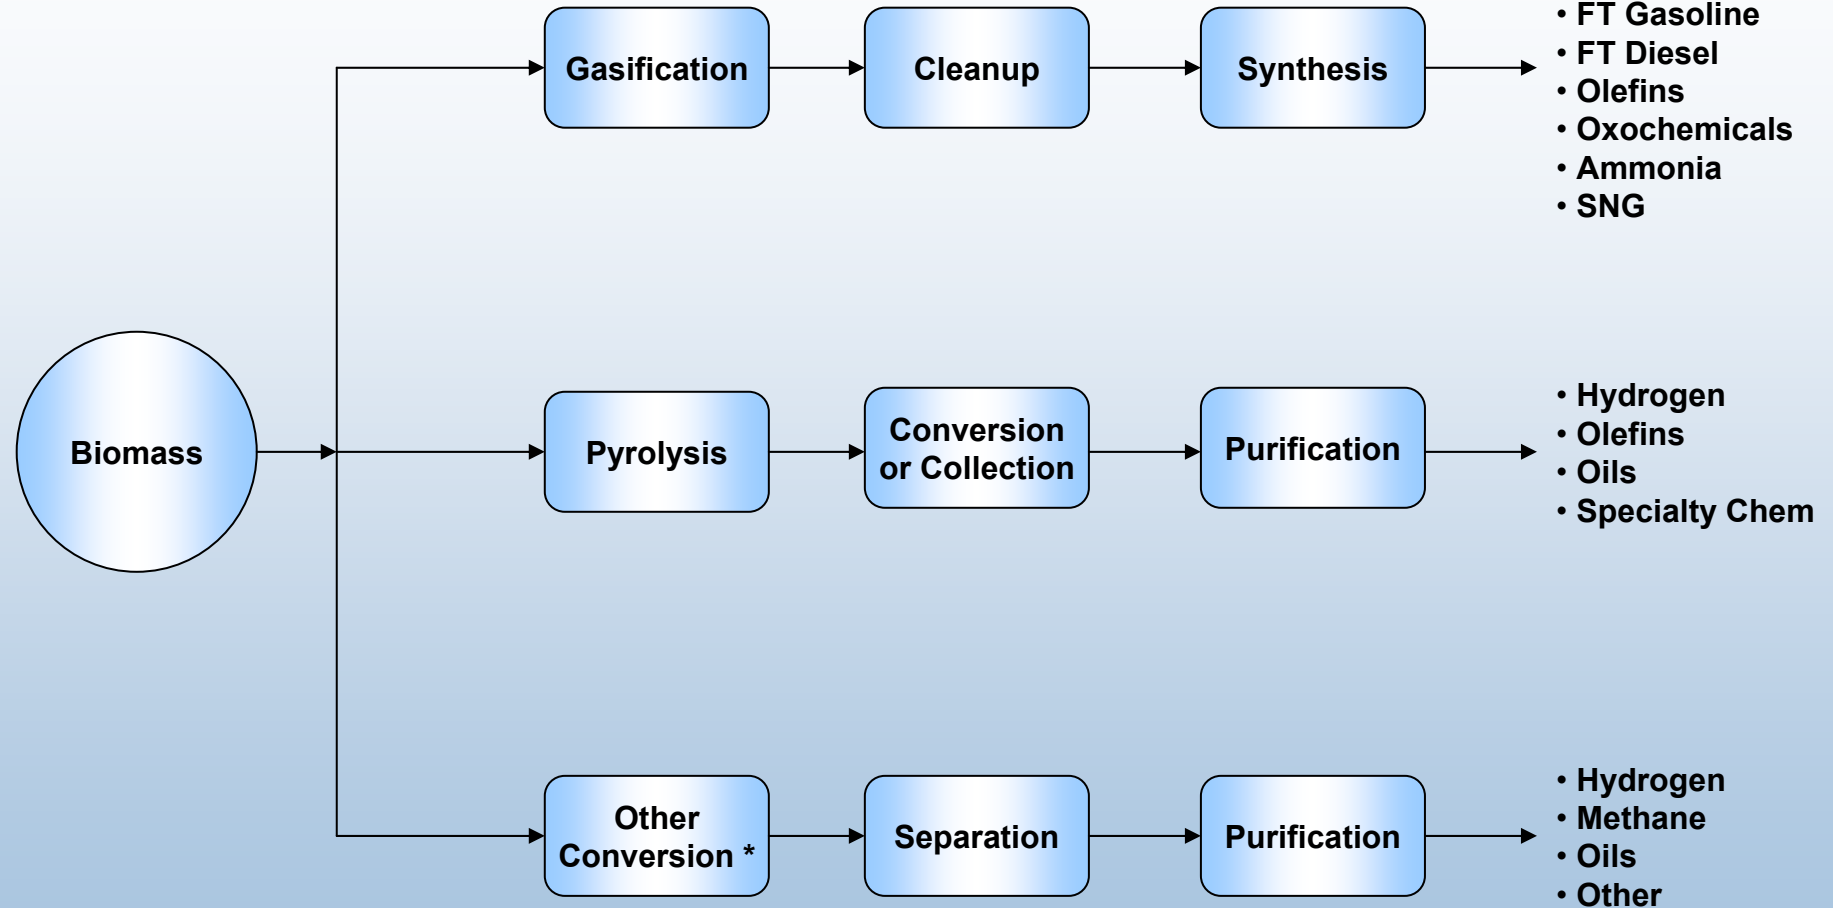 Biomass
Gasification
Cleanup
Synthesis
• FT Gasoline
• FT Diesel
• Olefins
• Oxochemicals
• Ammonia
• SNG
Pyrolysis
Conversion
or Collection
Purification
• Hydrogen
• Olefins
• Oils
• Specialty Chem
Other
Conversion *
Separation
Purification
• Hydrogen
• Methane
• Oils
• Other